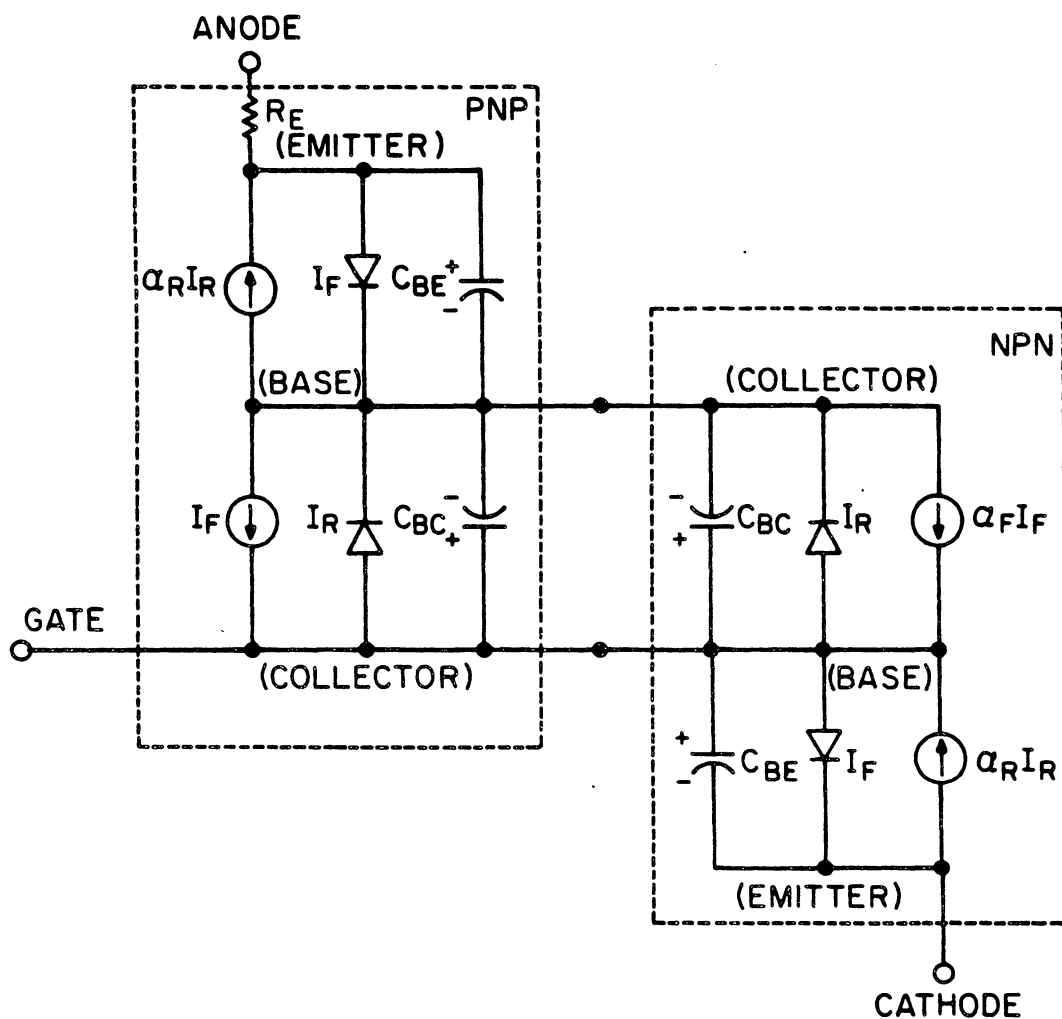 ANODE
R_E
PNP
(EMITTER)
α_R I_R
I_F
C_BE
+
-
(BASE)
I_F
I_R
C_BC
-
+
GATE
(COLLECTOR)
NPN
(COLLECTOR)
-
+
C_BC
I_R
α_F I_F
(BASE)
+
-
C_BE
I_F
α_R I_R
(EMITTER)
CATHODE